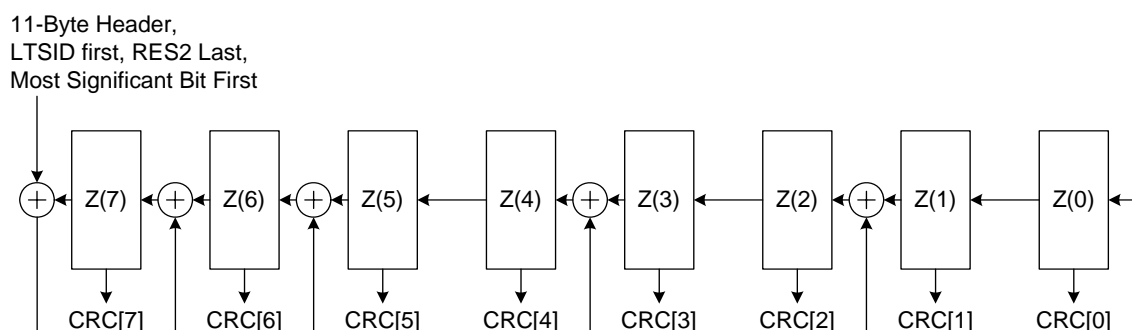 11-Byte Header,
LTSID first, RES2 Last,
Most Significant Bit First
Z(7) Z(6) Z(5) Z(4) Z(3) Z(2) Z(1) Z(0)
CRC[7] CRC[6] CRC[5] CRC[4] CRC[3] CRC[2] CRC[1] CRC[0]